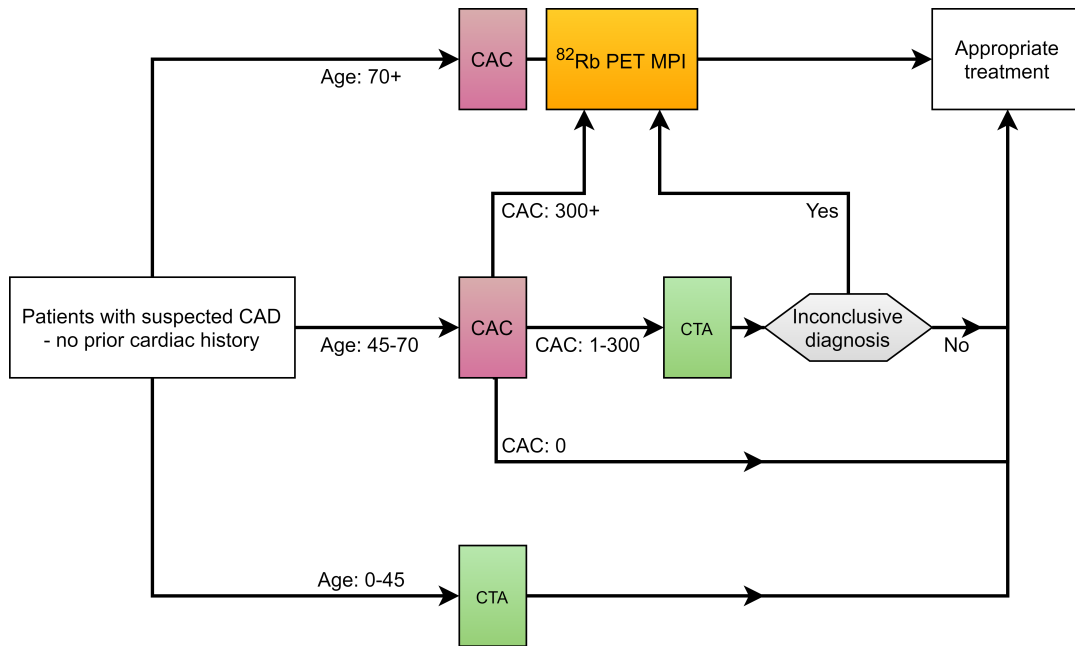 CAC
⁸²Rb PET MPI
Appropriate
treatment
Age: 70+
CAC: 300+
Yes
Patients with suspected CAD
- no prior cardiac history
Age: 45-70
CAC
CAC: 1-300
CTA
Inconclusive
diagnosis
No
CAC: 0
Age: 0-45
CTA